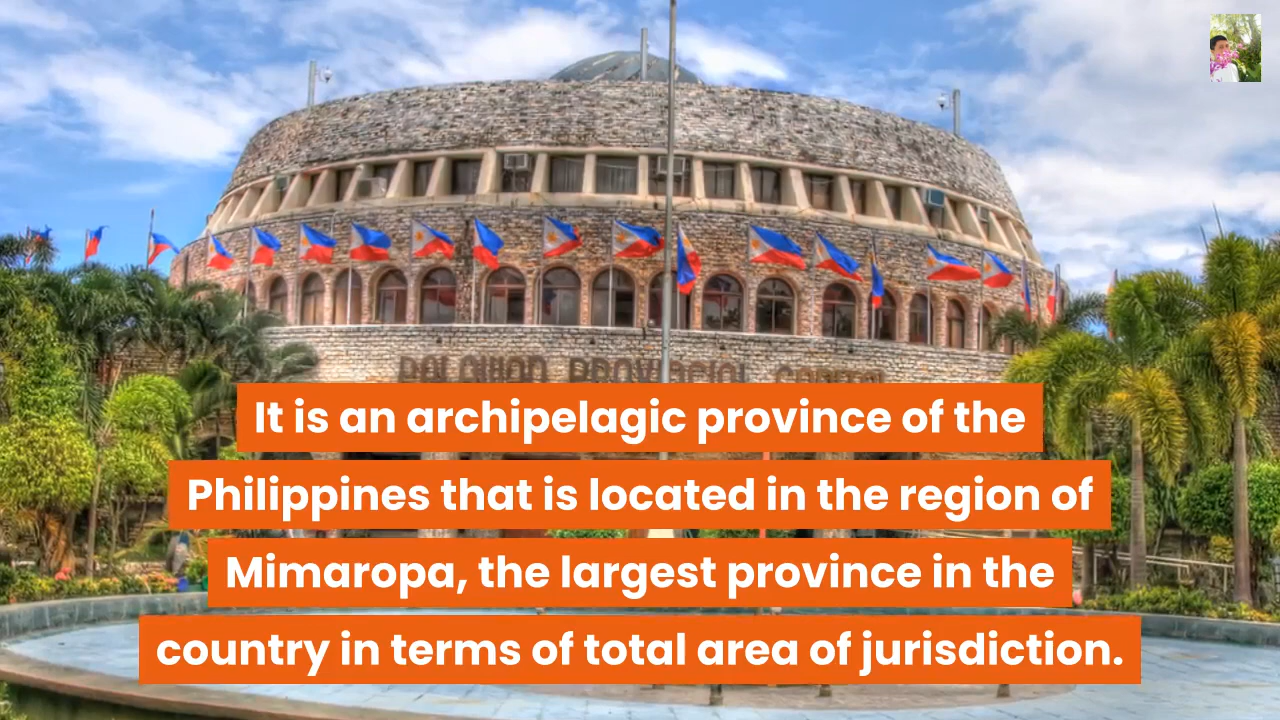 PROVINCIAL
It is an archipelagic province of the
Philippines that is located in the region of
Mimaropa, the largest province in the
country in terms of total area of jurisdiction.